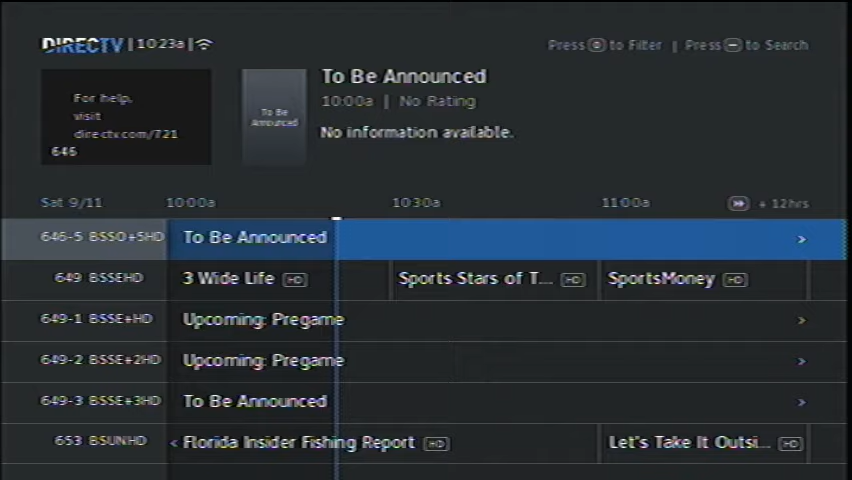 DIRECTV | 10:23a |
Press to Filter | Press to Search
For help,
visit
directv.com/721
646
To Be
Announced
To Be Announced
10:00a | No Rating
No information available.
Sat 9/11 10:00a 10:30a 11:00a + 12hrs
646-5 BSSO+5HD To Be Announced >
649 BSSEHD 3 Wide Life HD Sports Stars of T... HD SportsMoney HD
649-1 BSSE+HD Upcoming: Pregame >
649-2 BSSE+2HD Upcoming: Pregame >
649-3 BSSE+3HD To Be Announced >
653 BSUNHD < Florida Insider Fishing Report HD Let's Take It Outsi... HD